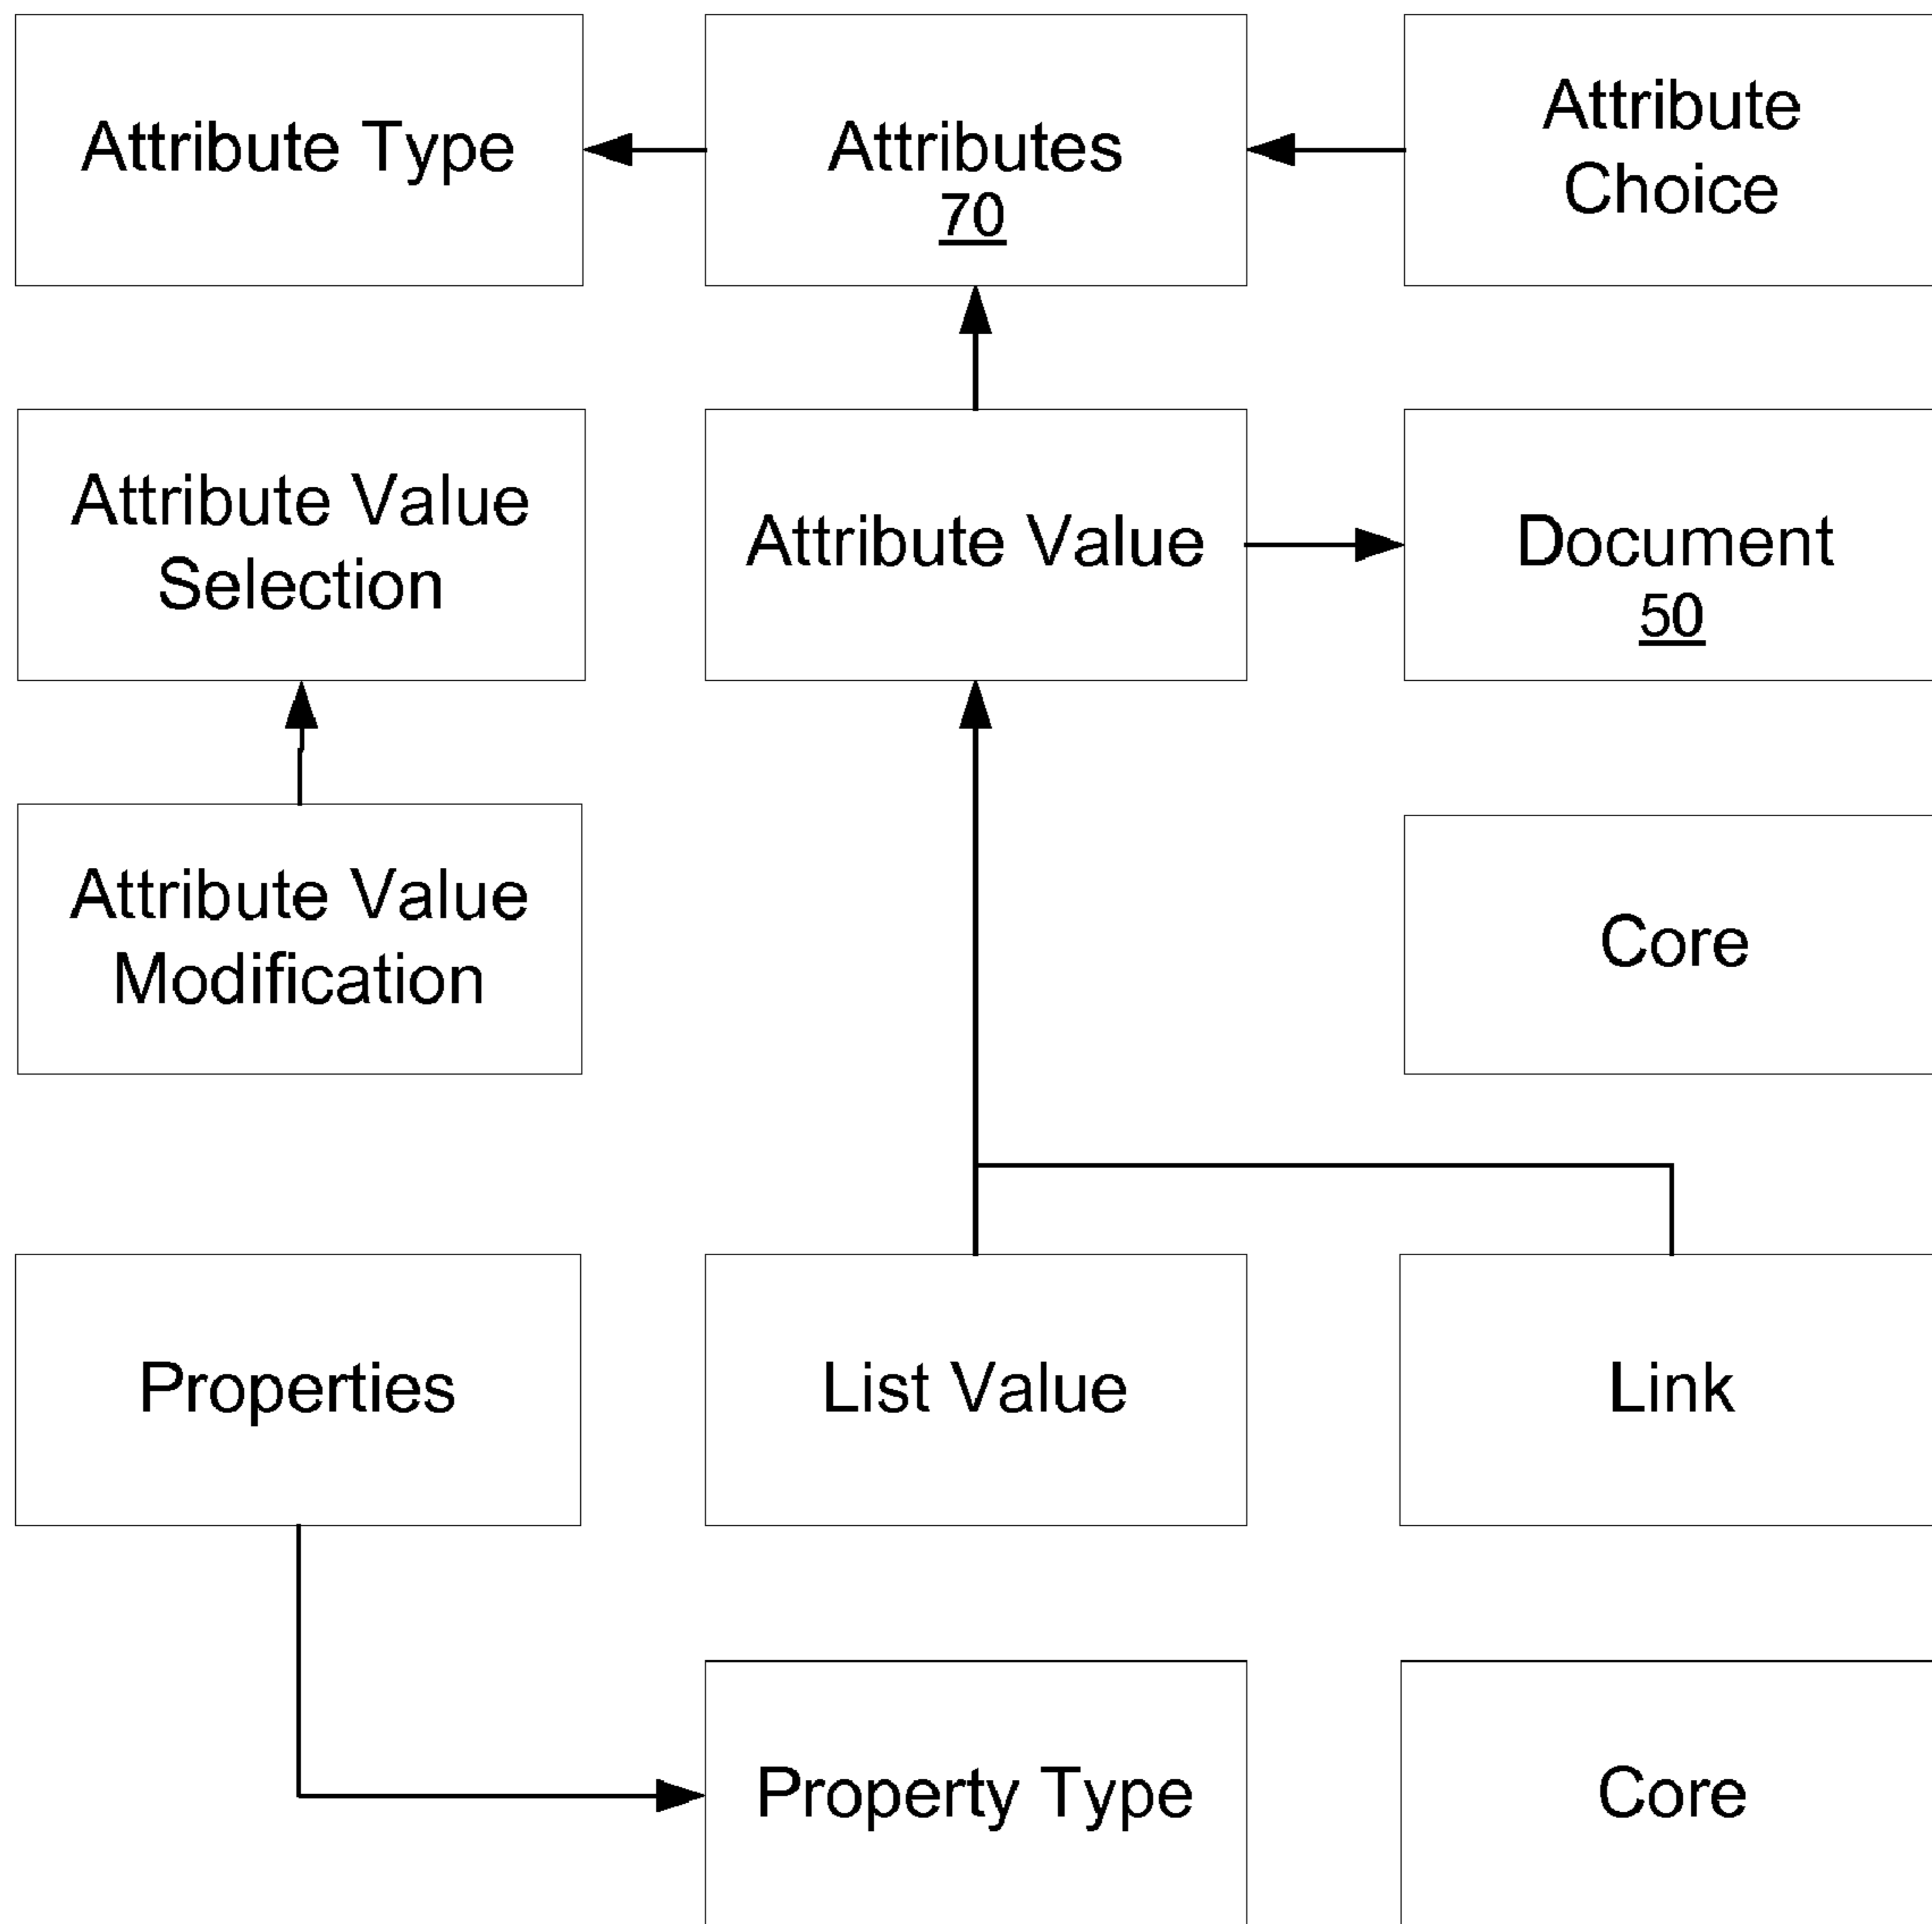 Attribute Type
Attributes
70
Attribute
Choice
Attribute Value
Selection
Attribute Value
Document
50
Attribute Value
Modification
Core
Properties
List Value
Link
Property Type
Core